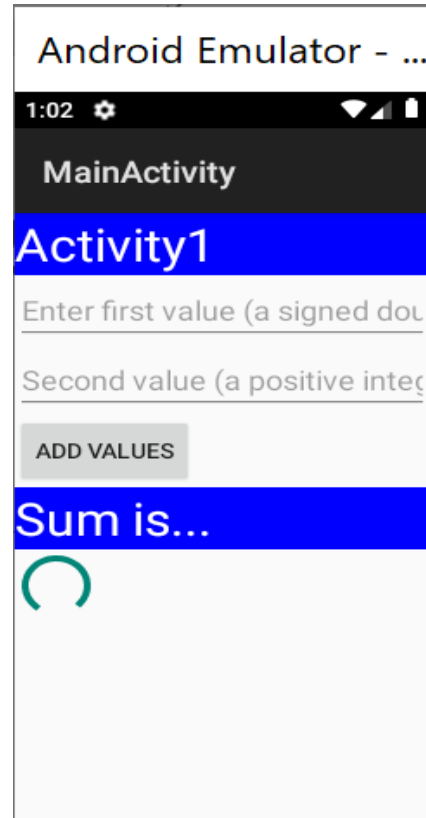 Android Emulator - ...
1:02
MainActivity
Activity1
Enter first value (a signed dou
Second value (a positive integ
ADD VALUES
Sum is...